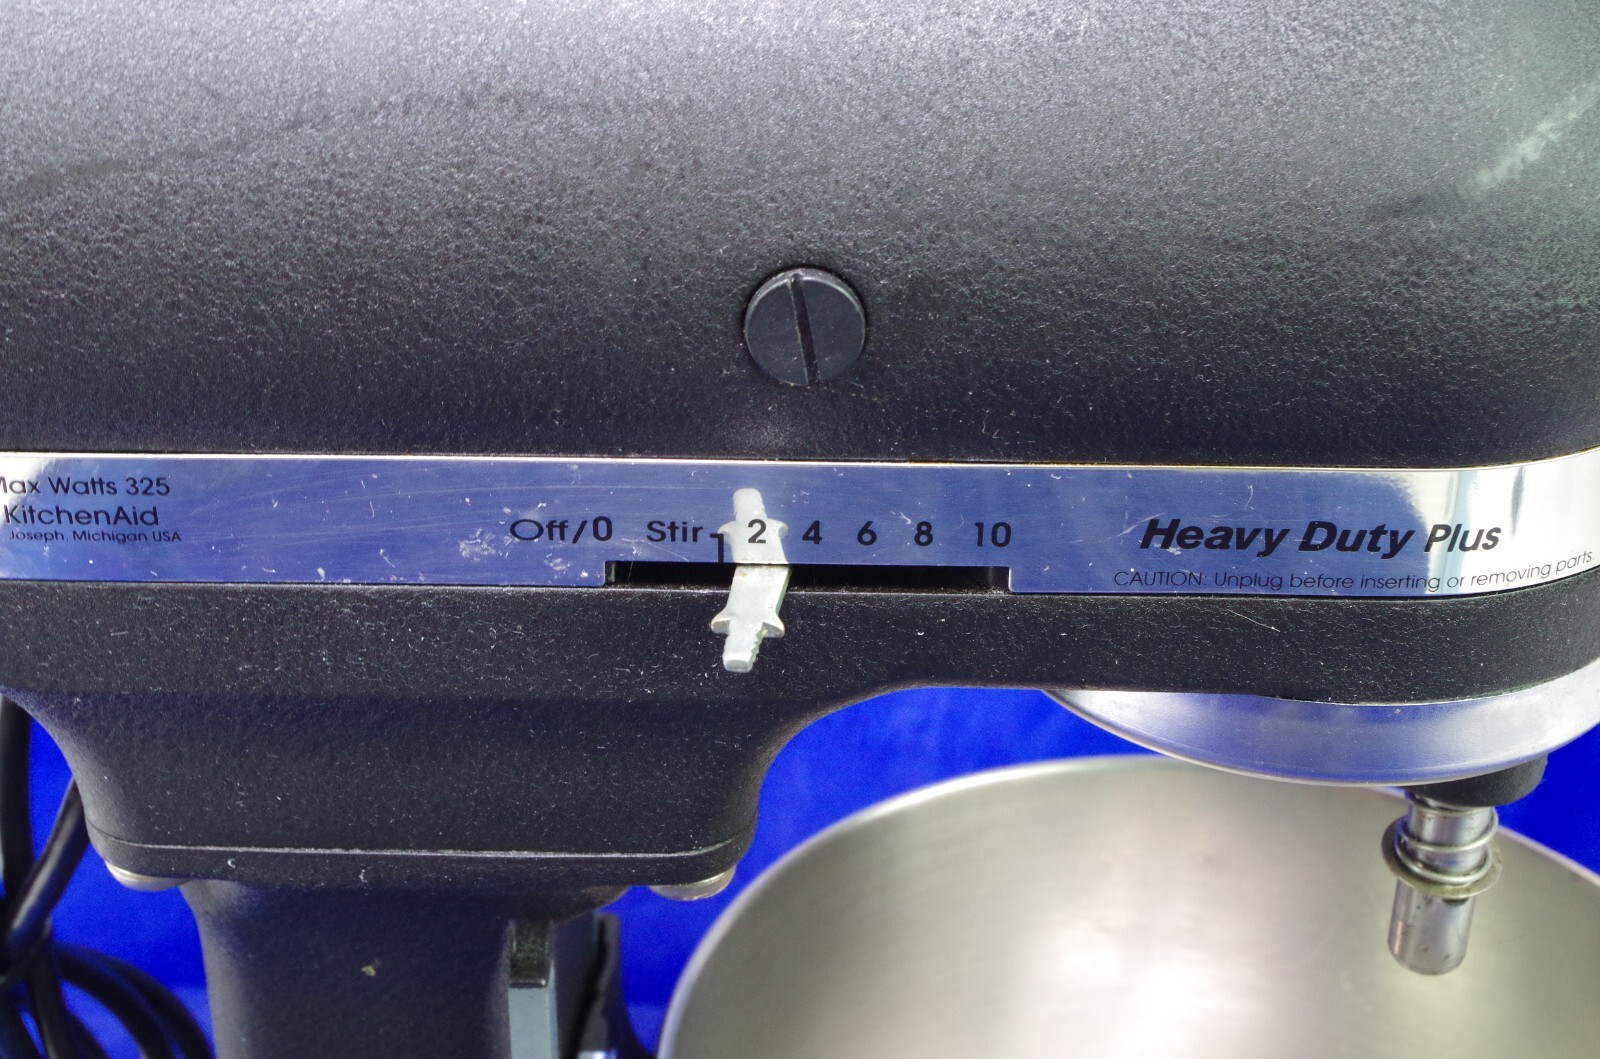 Max Watts 325
KitchenAid
Joseph, Michigan USA
Off/0 Stir 1 2 4 6 8 10
Heavy Duty Plus
CAUTION: Unplug before inserting or removing parts